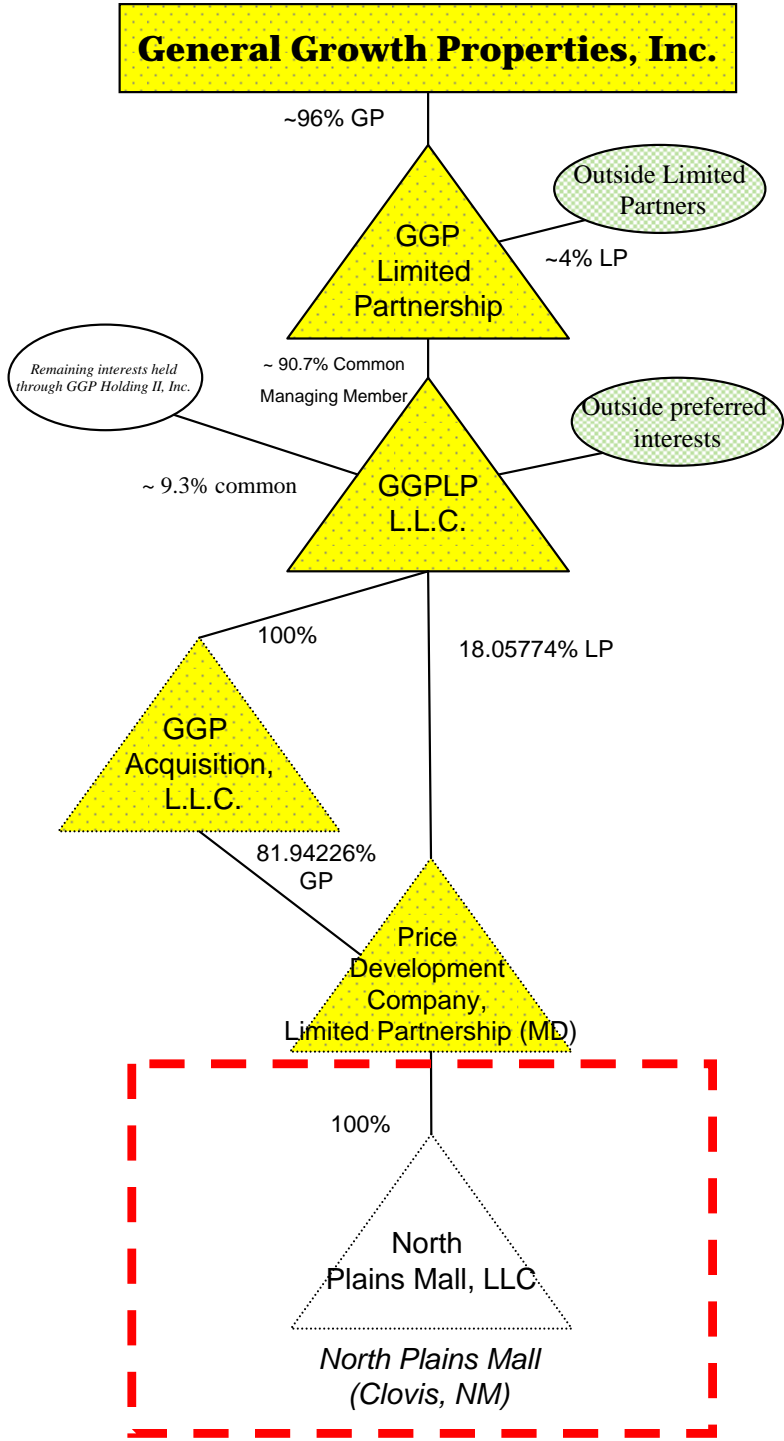 General Growth Properties, Inc.
~96% GP
Outside Limited
Partners
GGP
Limited
Partnership
~4% LP
Remaining interests held
through GGP Holding II, Inc.
~ 90.7% Common
Managing Member
Outside preferred
interests
~ 9.3% common
GGPLP
L.L.C.
100%
18.05774% LP
GGP
Acquisition,
L.L.C.
81.94226%
GP
Price
Development
Company,
Limited Partnership (MD)
100%
North
Plains Mall, LLC
North Plains Mall
(Clovis, NM)